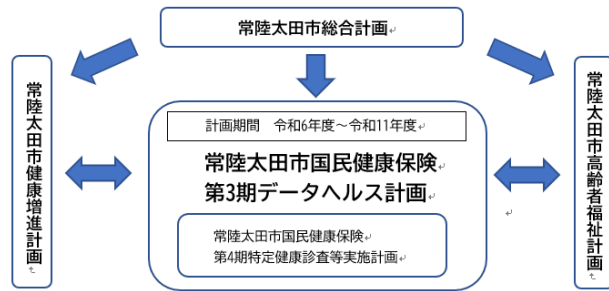 常陸太田市総合計画
常陸太田市健康増進計画
計画期間　令和6年度～令和11年度
常陸太田市国民健康保険
第3期データヘルス計画
常陸太田市国民健康保険
第4期特定健康診査等実施計画
常陸太田市高齢者福祉計画